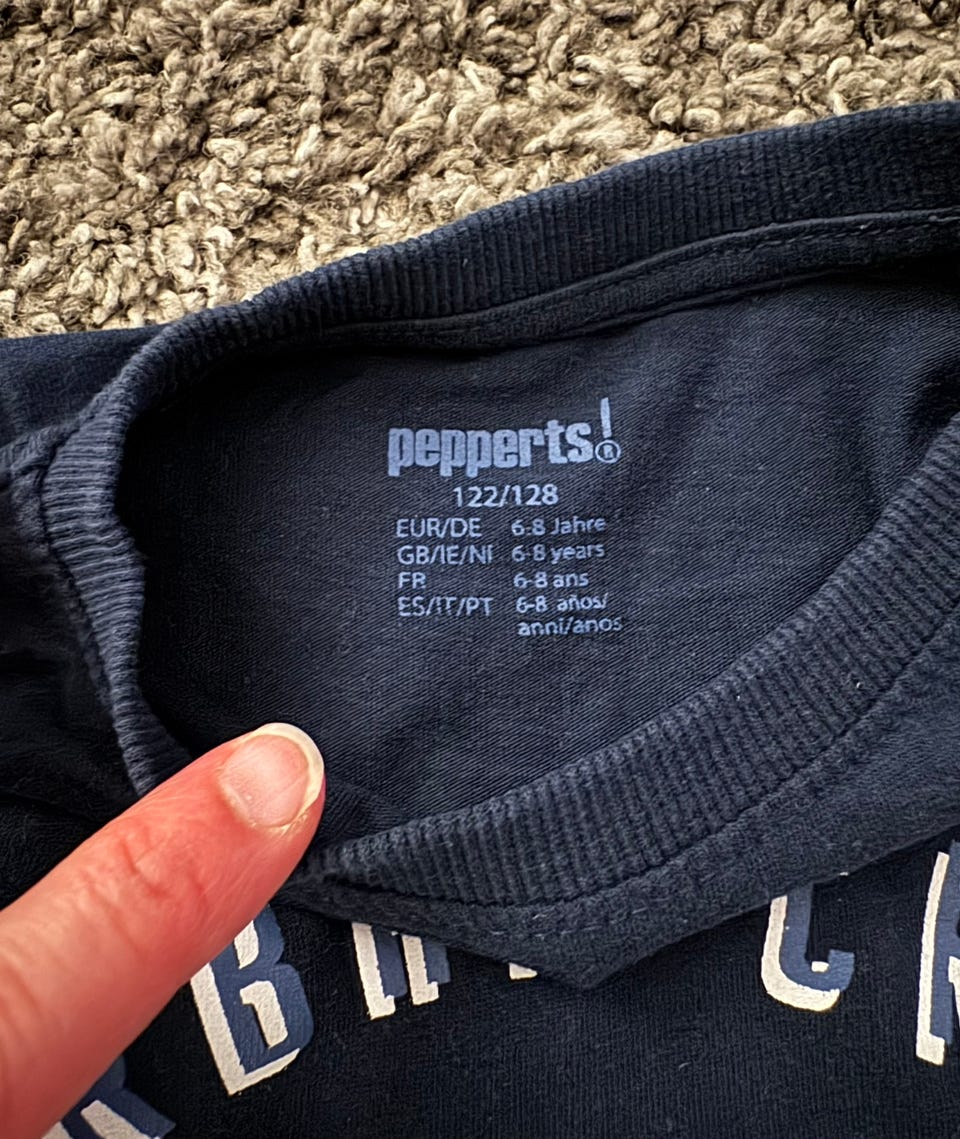 pepperts!®
122/128
EUR/DE 6-8 Jahre
GB/IE/NI 6-8 years
FR 6-8 ans
ES/IT/PT 6-8 años/
anni/anos